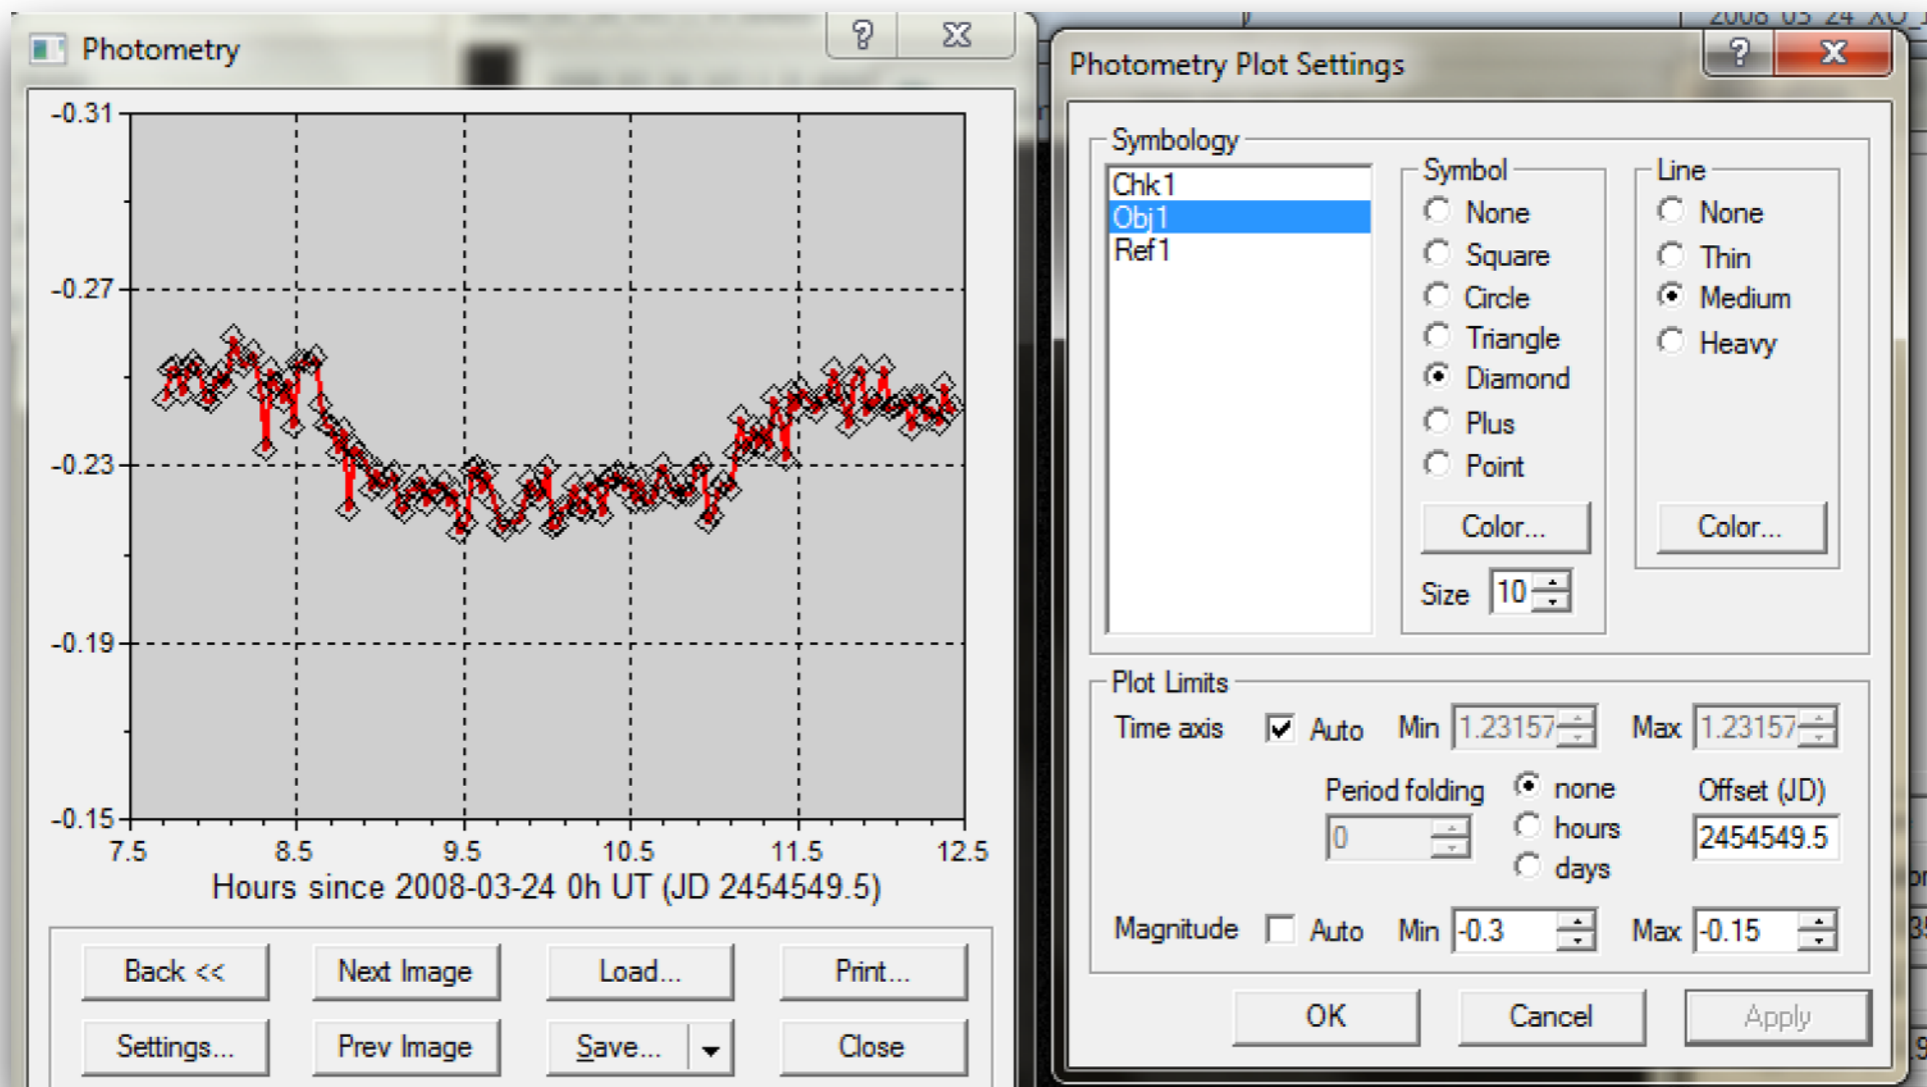 Photometry
-0.31
-0.27
-0.23
-0.19
-0.15
7.5 8.5 9.5 10.5 11.5 12.5
Hours since 2008-03-24 0h UT (JD 2454549.5)
Back << Next Image Load... Print...
Settings... Prev Image Save... Close
2008 03 24 XO
Photometry Plot Settings
Symbology
Chk1
Obj1
Ref1
Symbol
None
Square
Circle
Triangle
Diamond
Plus
Point
Color...
Size 10
Line
None
Thin
Medium
Heavy
Color...
Plot Limits
Time axis Auto Min 1.23157 Max 1.23157
Period folding none Offset (JD)
0 hours 2454549.5
days
Magnitude Auto Min -0.3 Max -0.15
OK Cancel Apply